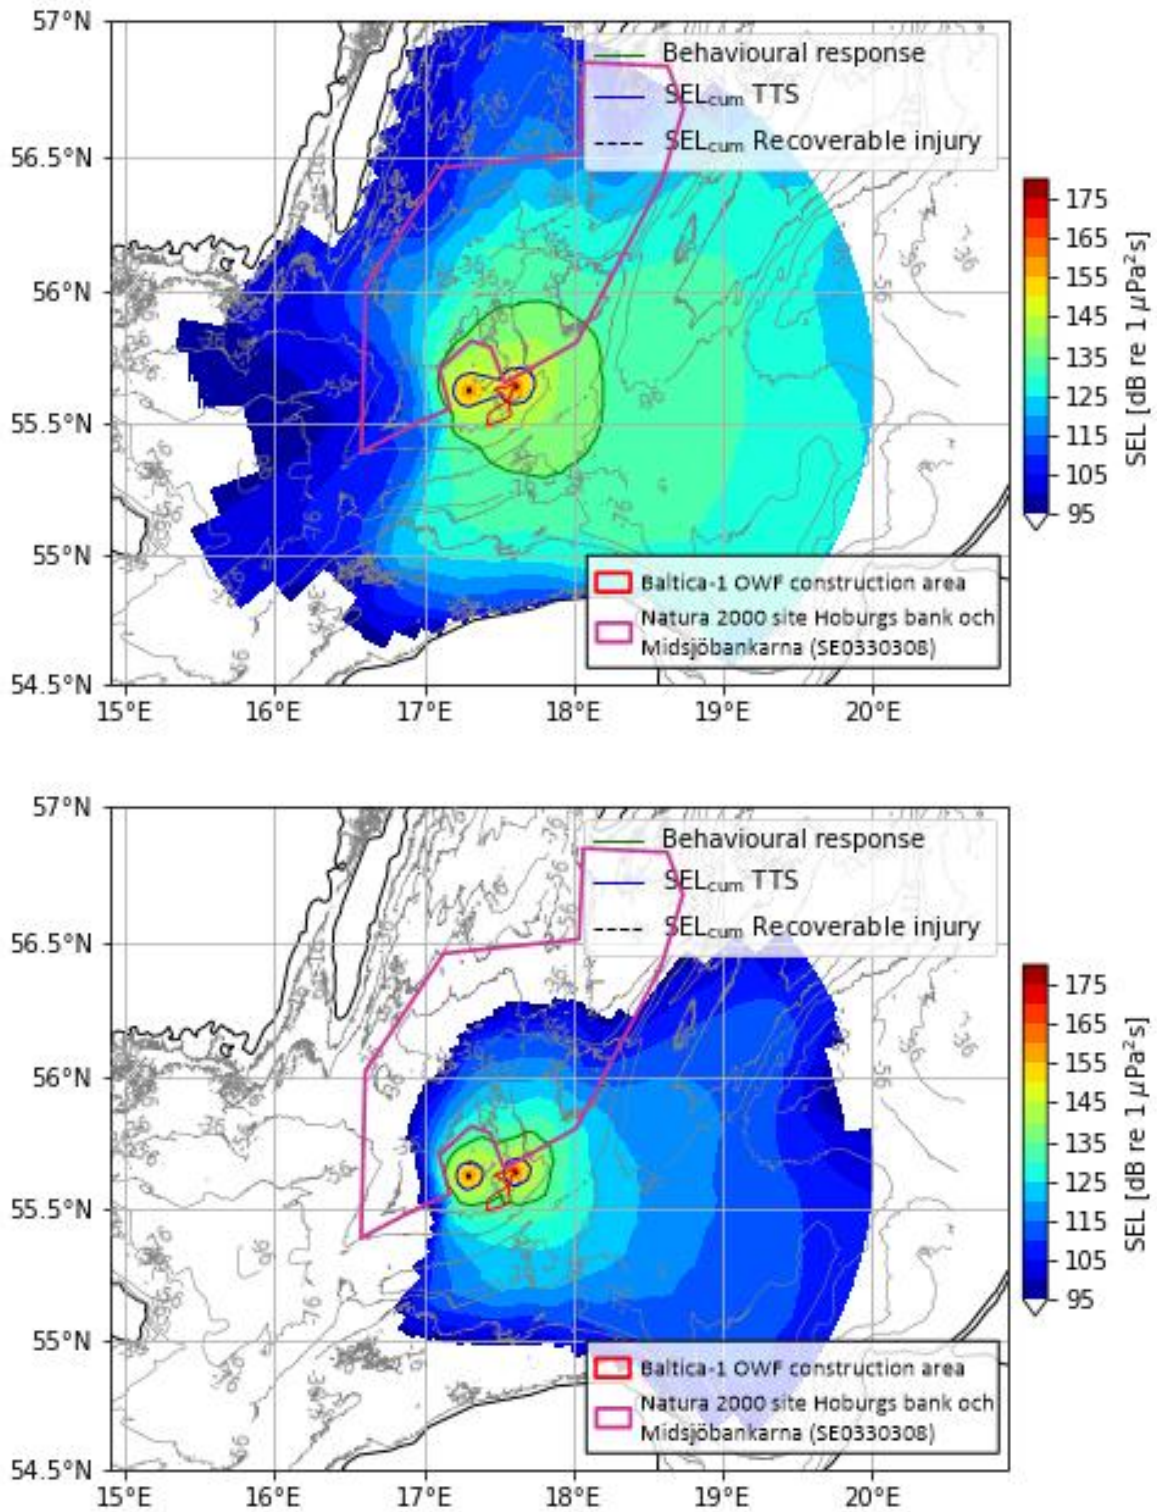 57°N
Behavioural response
SELcum TTS
56.5°N
SELcum Recoverable injury
175
165
56°N
155
145
135
55.5°N
125
115
105
55°N
95
SEL [dB re 1 μPa²s]
Baltica-1 OWF construction area
Natura 2000 site Hoburgs bank och
Midsjöbankarna (SE0330308)
54.5°N
15°E 16°E 17°E 18°E 19°E 20°E
57°N
Behavioural response
SELcum TTS
56.5°N
SELcum Recoverable injury
175
165
56°N
155
145
135
55.5°N
125
115
105
55°N
95
SEL [dB re 1 μPa²s]
Baltica-1 OWF construction area
Natura 2000 site Hoburgs bank och
Midsjöbankarna (SE0330308)
54.5°N
15°E 16°E 17°E 18°E 19°E 20°E